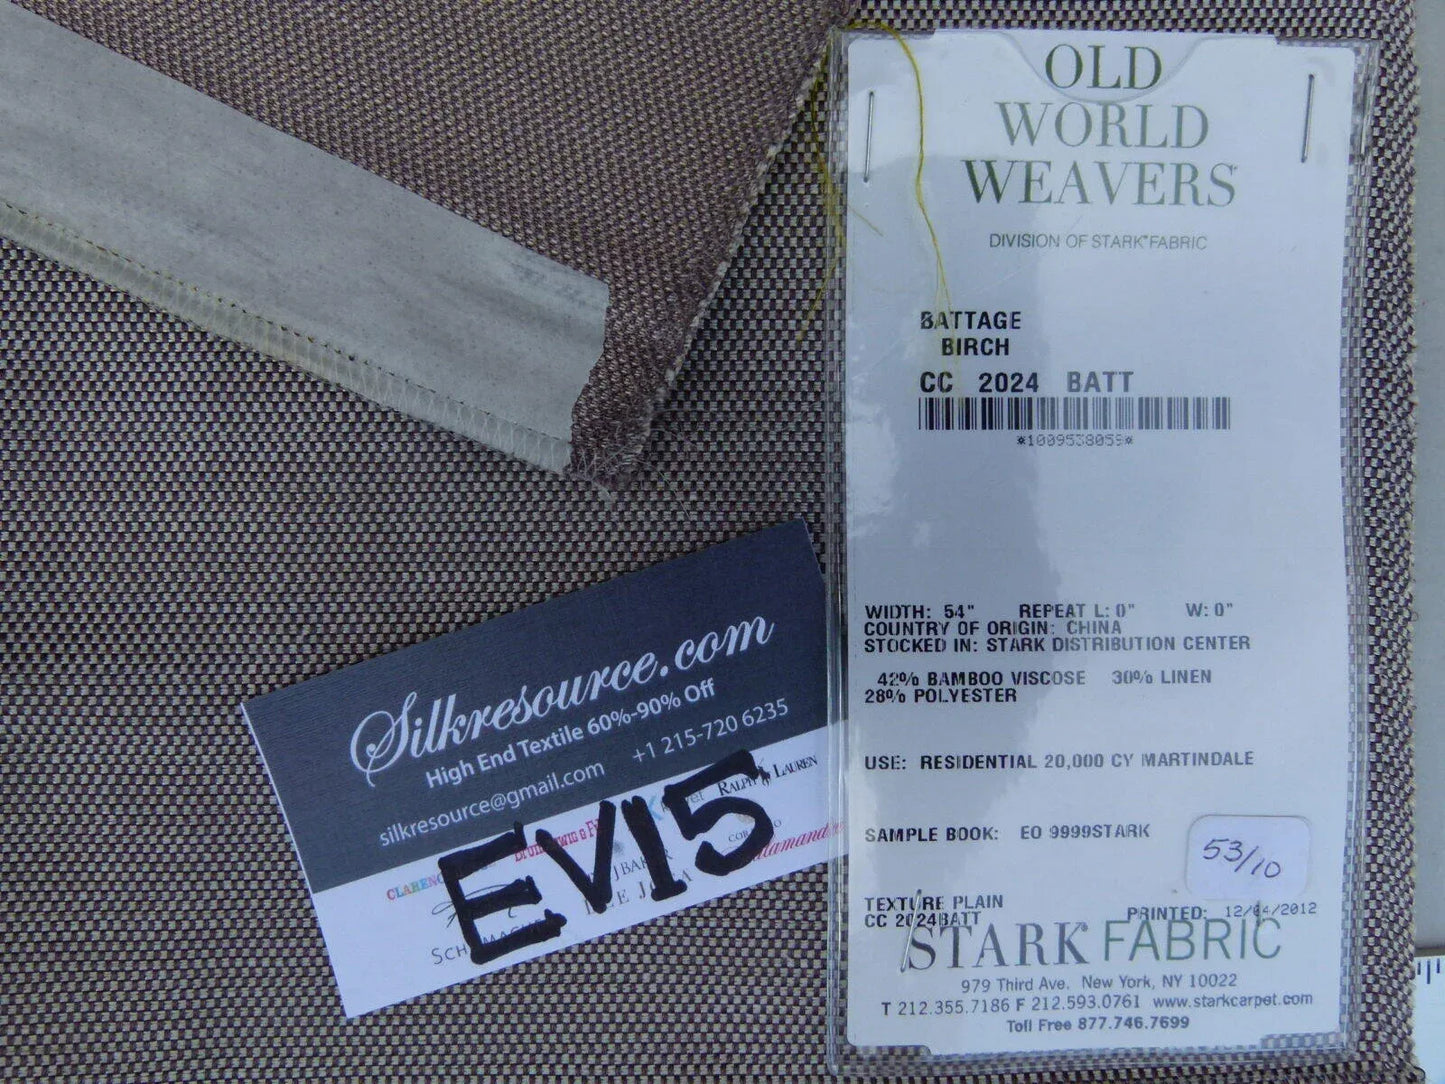 OLD
WORLD
WEAVERS
DIVISION OF STARK FABRIC
BATTAGE
BIRCH
CC 2024 BATT
*1009538059*
WIDTH: 54" REPEAT L: 0" W: 0"
COUNTRY OF ORIGIN: CHINA
STOCKED IN: STARK DISTRIBUTION CENTER
42% BAMBOO VISCOSE 30% LINEN
28% POLYESTER
USE: RESIDENTIAL 20,000 CY MARTINDALE
SAMPLE BOOK: EO 9999STARK
53/10
TEXTURE PLAIN
CC 2024BATT PRINTED: 12/04/2012
STARK FABRIC
979 Third Ave. New York, NY 10022
T 212.355.7186 F 212.593.0761 www.starkcarpet.com
Toll Free 877.746.7699
Silkresource.com
High End Textile 60%-90% Off
silkresource@gmail.com +1 215-720 6235
RALPH LAUREN
EV15